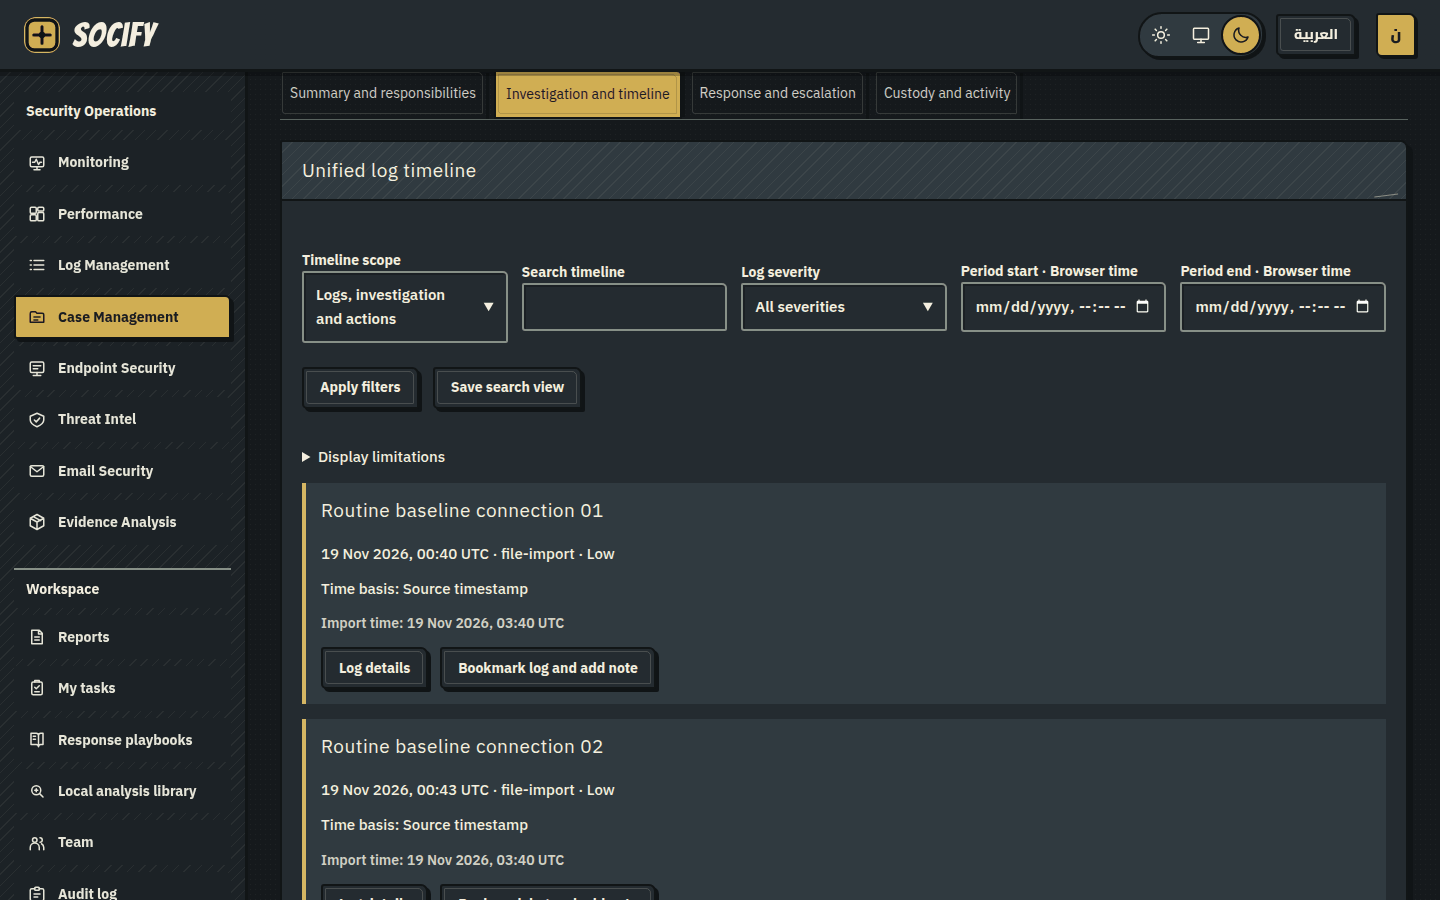 SOCIFY
العربية
ن
Security Operations
Monitoring
Performance
Log Management
Case Management
Endpoint Security
Threat Intel
Email Security
Evidence Analysis
Workspace
Reports
My tasks
Response playbooks
Local analysis library
Team
Audit log
Summary and responsibilities
Investigation and timeline
Response and escalation
Custody and activity
Unified log timeline
Timeline scope
Logs, investigation
and actions
Search timeline
Log severity
All severities
Period start · Browser time
mm/dd/yyyy, --:-- --
Period end · Browser time
mm/dd/yyyy, --:-- --
Apply filters
Save search view
Display limitations
Routine baseline connection 01
19 Nov 2026, 00:40 UTC · file-import · Low
Time basis: Source timestamp
Import time: 19 Nov 2026, 03:40 UTC
Log details
Bookmark log and add note
Routine baseline connection 02
19 Nov 2026, 00:43 UTC · file-import · Low
Time basis: Source timestamp
Import time: 19 Nov 2026, 03:40 UTC